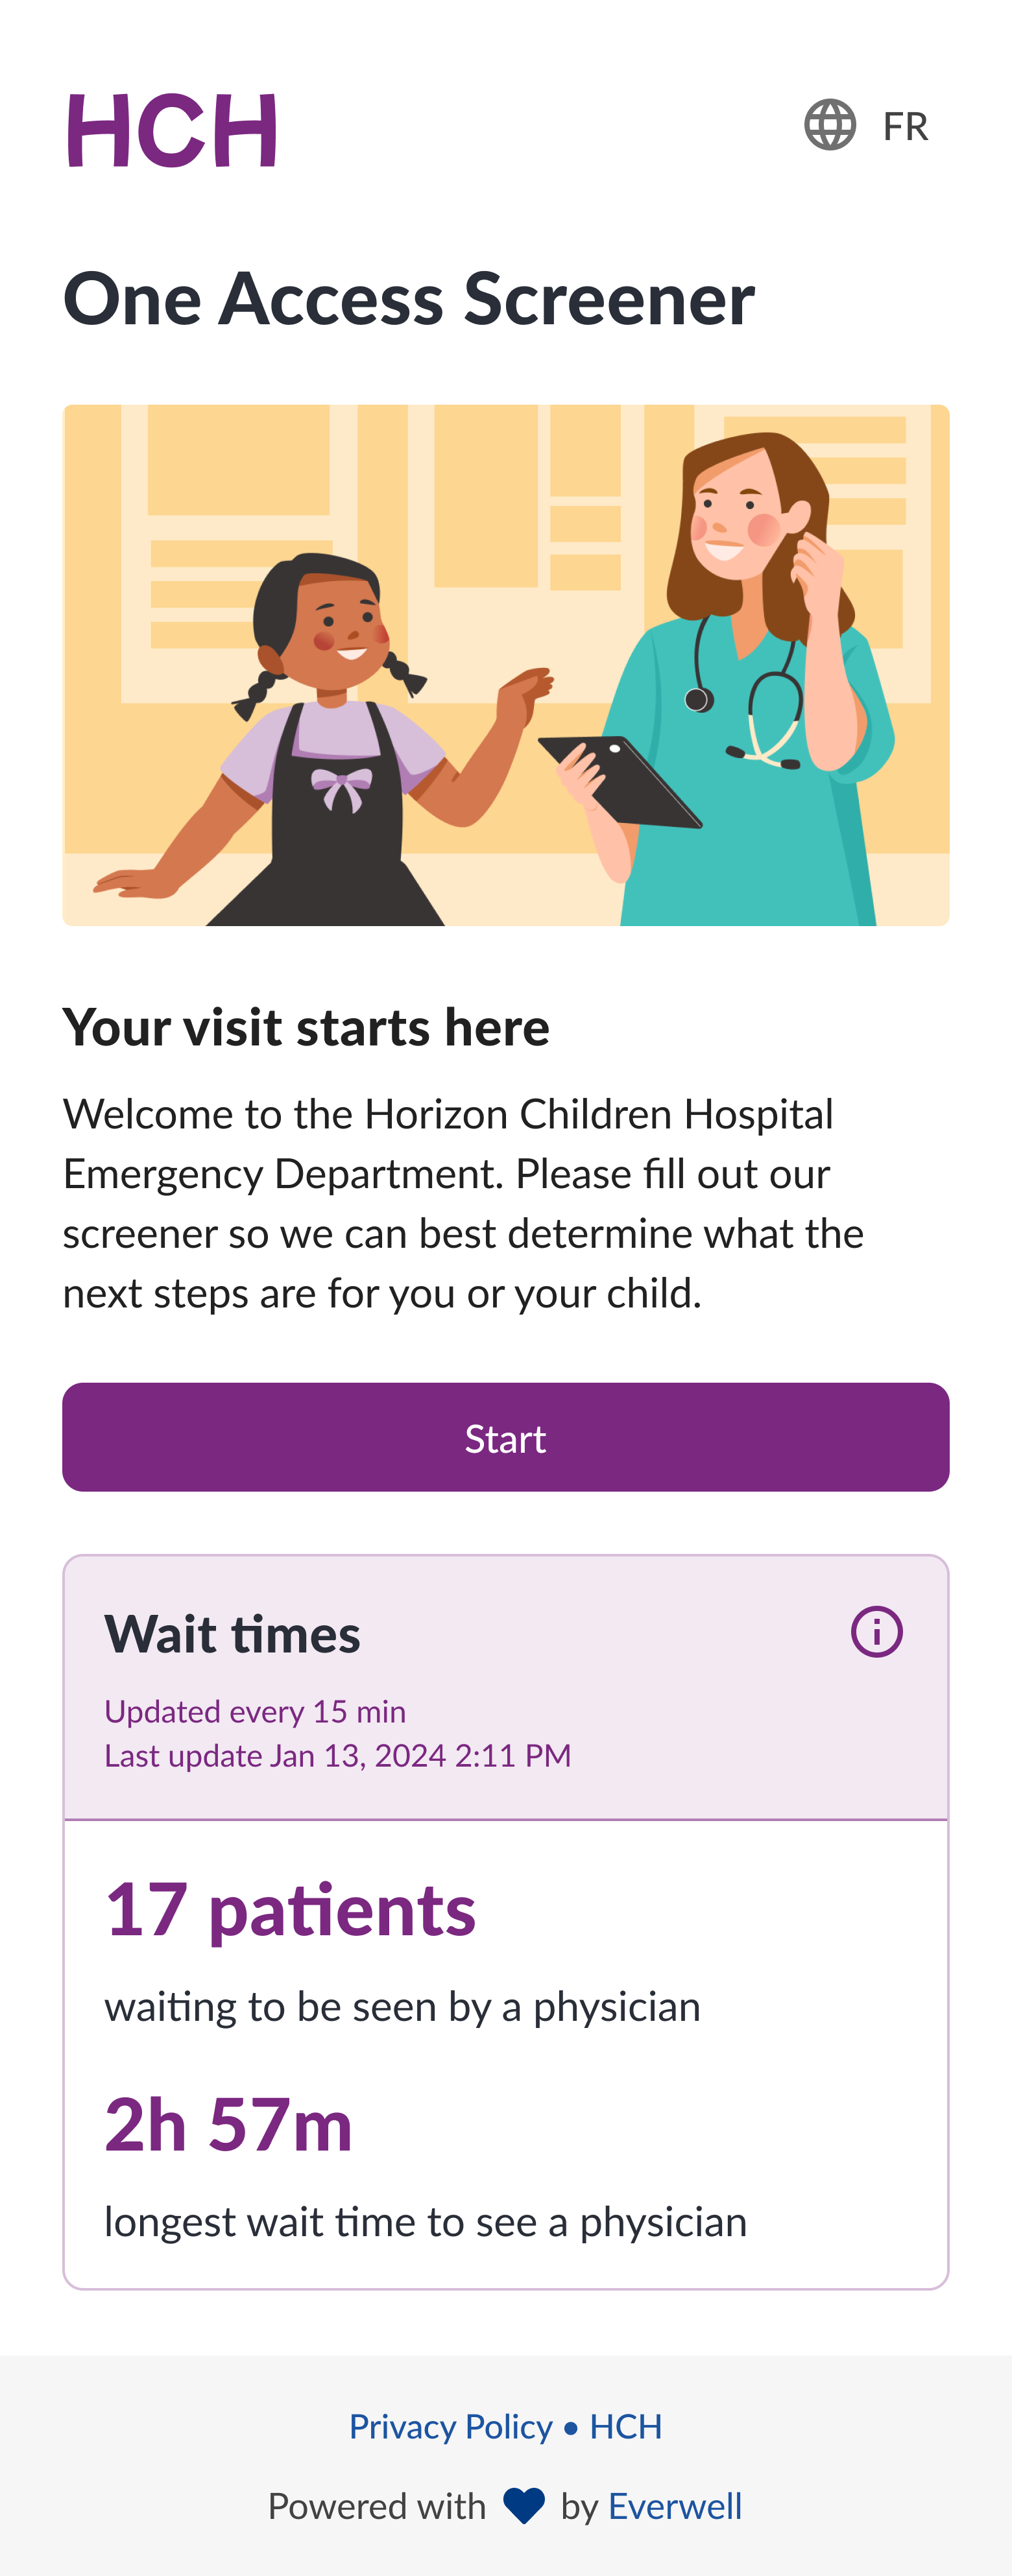 HCH
FR
One Access Screener
Your visit starts here
Welcome to the Horizon Children Hospital
Emergency Department. Please fill out our
screener so we can best determine what the
next steps are for you or your child.
Start
Wait times
Updated every 15 min
Last update Jan 13, 2024 2:11 PM
17 patients
waiting to be seen by a physician
2h 57m
longest wait time to see a physician
Privacy Policy • HCH
Powered with by Everwell